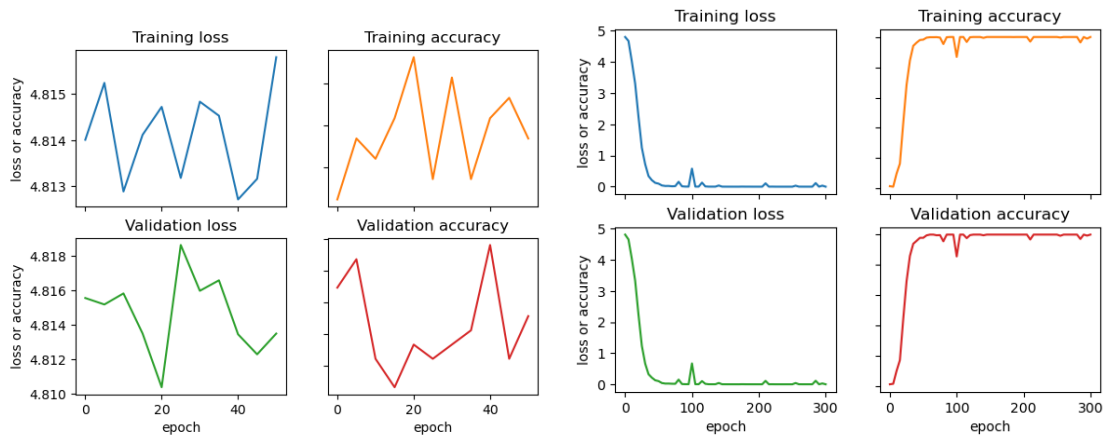 Training loss
Training accuracy
loss or accuracy
4.815
4.814
4.813
Validation loss
Validation accuracy
loss or accuracy
4.818
4.816
4.814
4.812
4.810
0
20
40
epoch
0
20
40
epoch
Training loss
Training accuracy
loss or accuracy
5
4
3
2
1
0
Validation loss
Validation accuracy
loss or accuracy
5
4
3
2
1
0
0
100
200
300
epoch
0
100
200
300
epoch